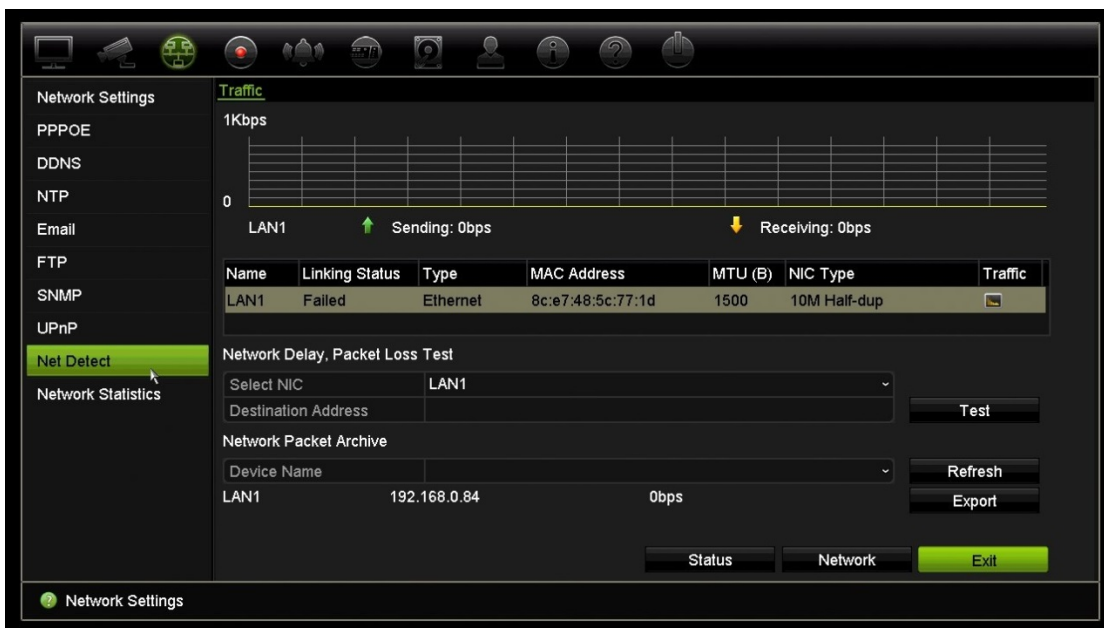 Network Settings
PPPOE
DDNS
NTP
Email
FTP
SNMP
UPnP
Net Detect
Network Statistics
Traffic
1Kbps
0
LAN1 Sending: 0bps Receiving: 0bps
Name Linking Status Type MAC Address MTU (B) NIC Type Traffic
LAN1 Failed Ethernet 8c:e7:48:5c:77:1d 1500 10M Half-dup
Network Delay, Packet Loss Test
Select NIC LAN1
Destination Address Test
Network Packet Archive
Device Name Refresh
LAN1 192.168.0.84 0bps Export
Status Network Exit
Network Settings